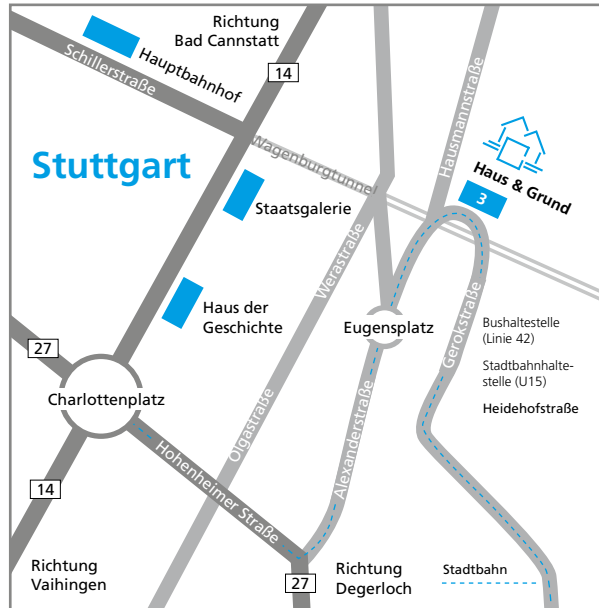 Richtung
Bad Cannstatt
14
Hauptbahnhof
Schillerstraße
Hausmannstraße
Stuttgart
Wagenburgtunnel
Haus & Grund
3
Staatsgalerie
Werastraße
Haus der
Geschichte
Eugensplatz
Gerokstraße
Bushaltestelle
(Linie 42)
Stadtbahnhalte-
stelle (U15)
Heidehofstraße
27
Charlottenplatz
Olgastraße
Alexanderstraße
Hohenheimer Straße
14
Richtung
Vaihingen
27
Richtung
Degerloch
Stadtbahn